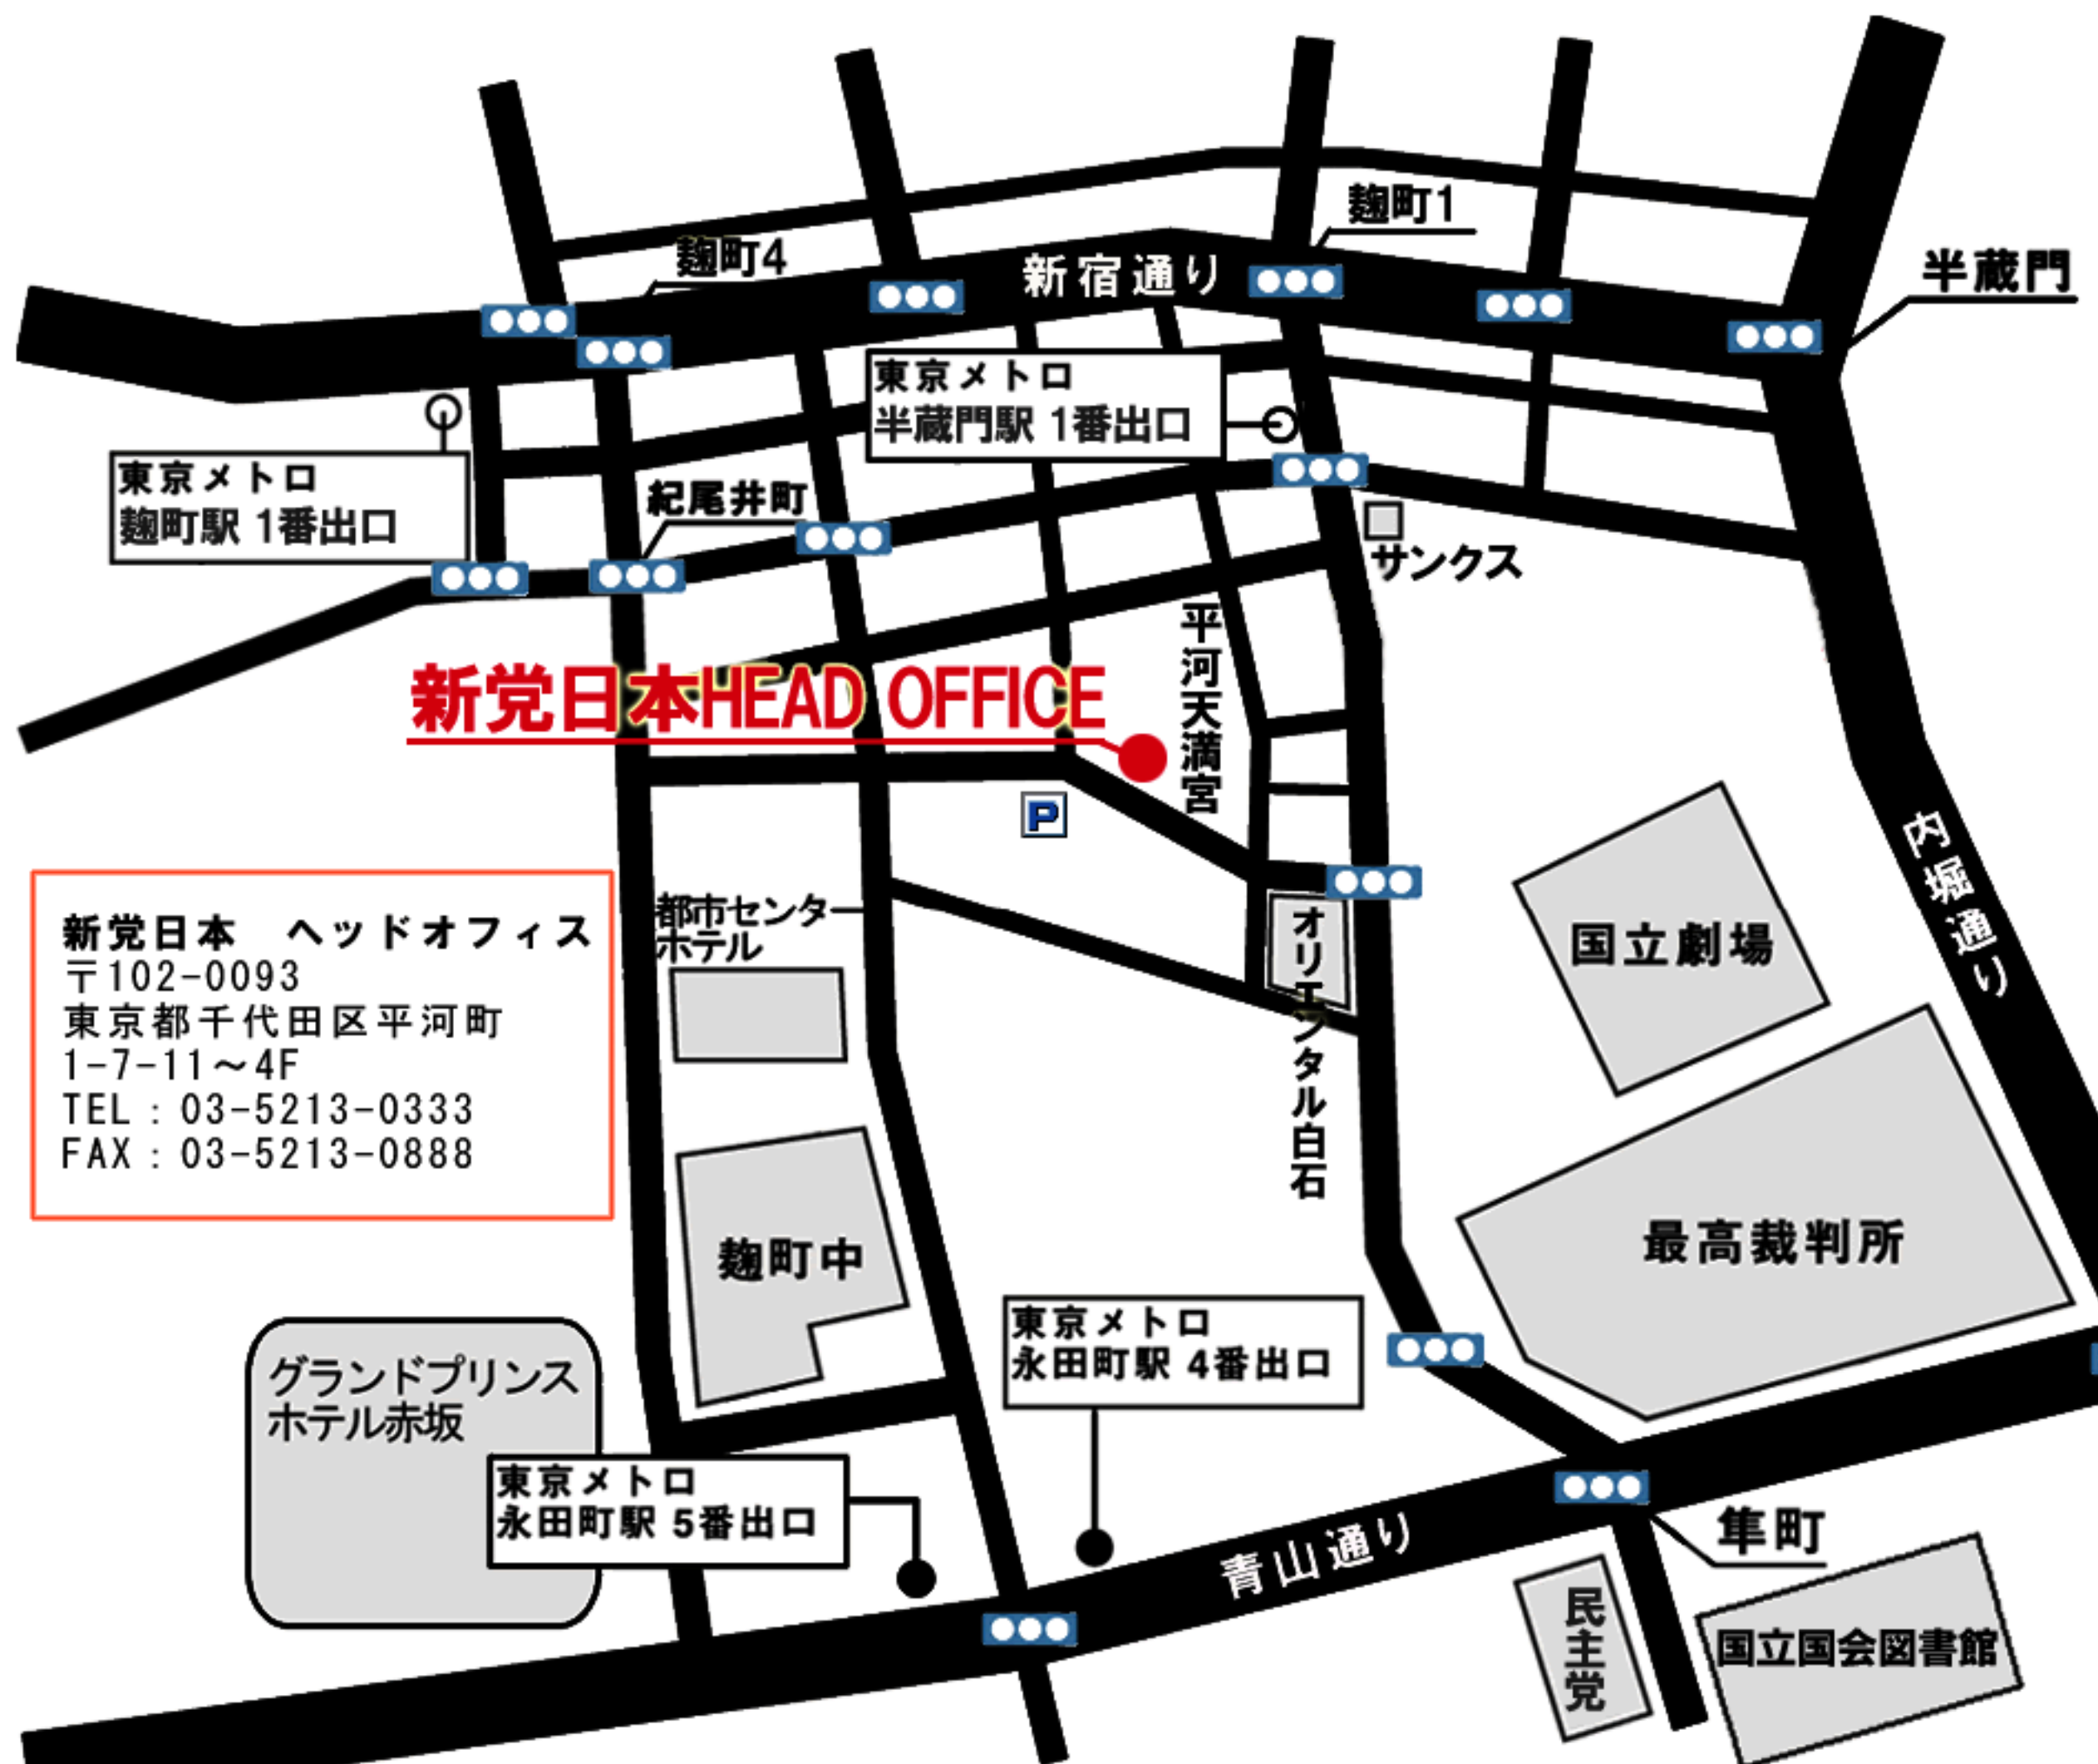 麹町1
麹町4
新宿通り
半蔵門
東京メトロ
半蔵門駅 1番出口
東京メトロ
麹町駅 1番出口
紀尾井町
サンクス
平河天満宮
新党日本HEAD OFFICE
P
内堀通り
新党日本　ヘッドオフィス
〒102-0093
東京都千代田区平河町
1-7-11〜4F
TEL : 03-5213-0333
FAX : 03-5213-0888
都市センター
ホテル
オリエンタル白石
国立劇場
最高裁判所
麹町中
東京メトロ
永田町駅 4番出口
グランドプリンス
ホテル赤坂
東京メトロ
永田町駅 5番出口
青山通り
隼町
民主党
国立国会図書館